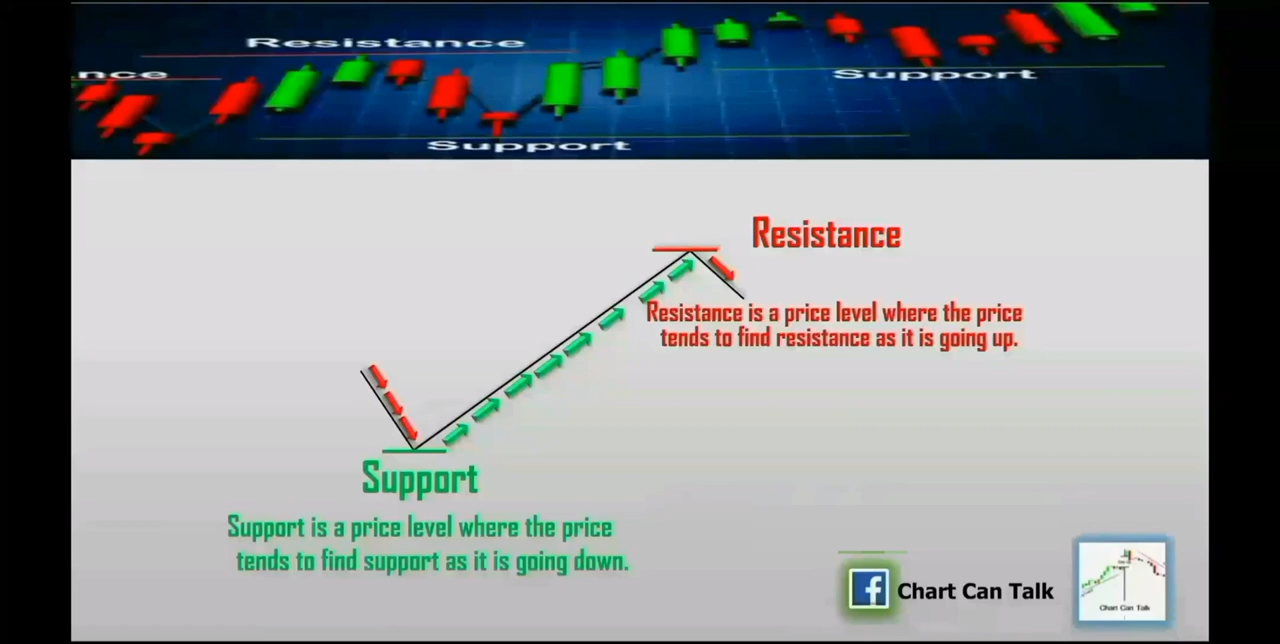 Resistance
nce
Support
Support
Resistance
Resistance is a price level where the price
tends to find resistance as it is going up.
Support
Support is a price level where the price
tends to find support as it is going down.
f Chart Can Talk
Chart Can Talk